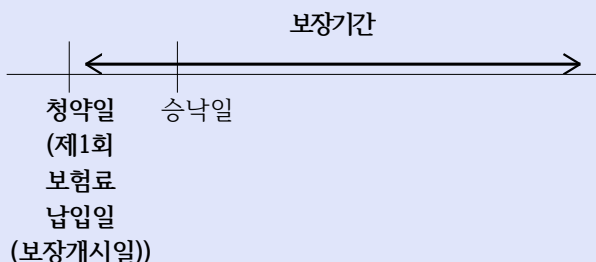 보장기간
청약일
승낙일
(제1회
보험료
납입일
(보장개시일))